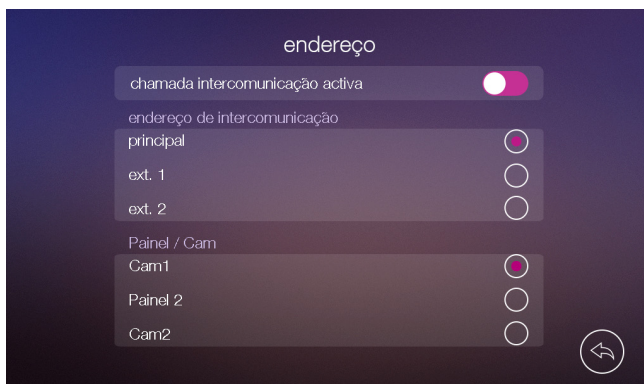 endereço
chamada intercomunicação activa
endereço de intercomunicação
principal
ext. 1
ext. 2
Painel / Cam
Cam1
Painel 2
Cam2